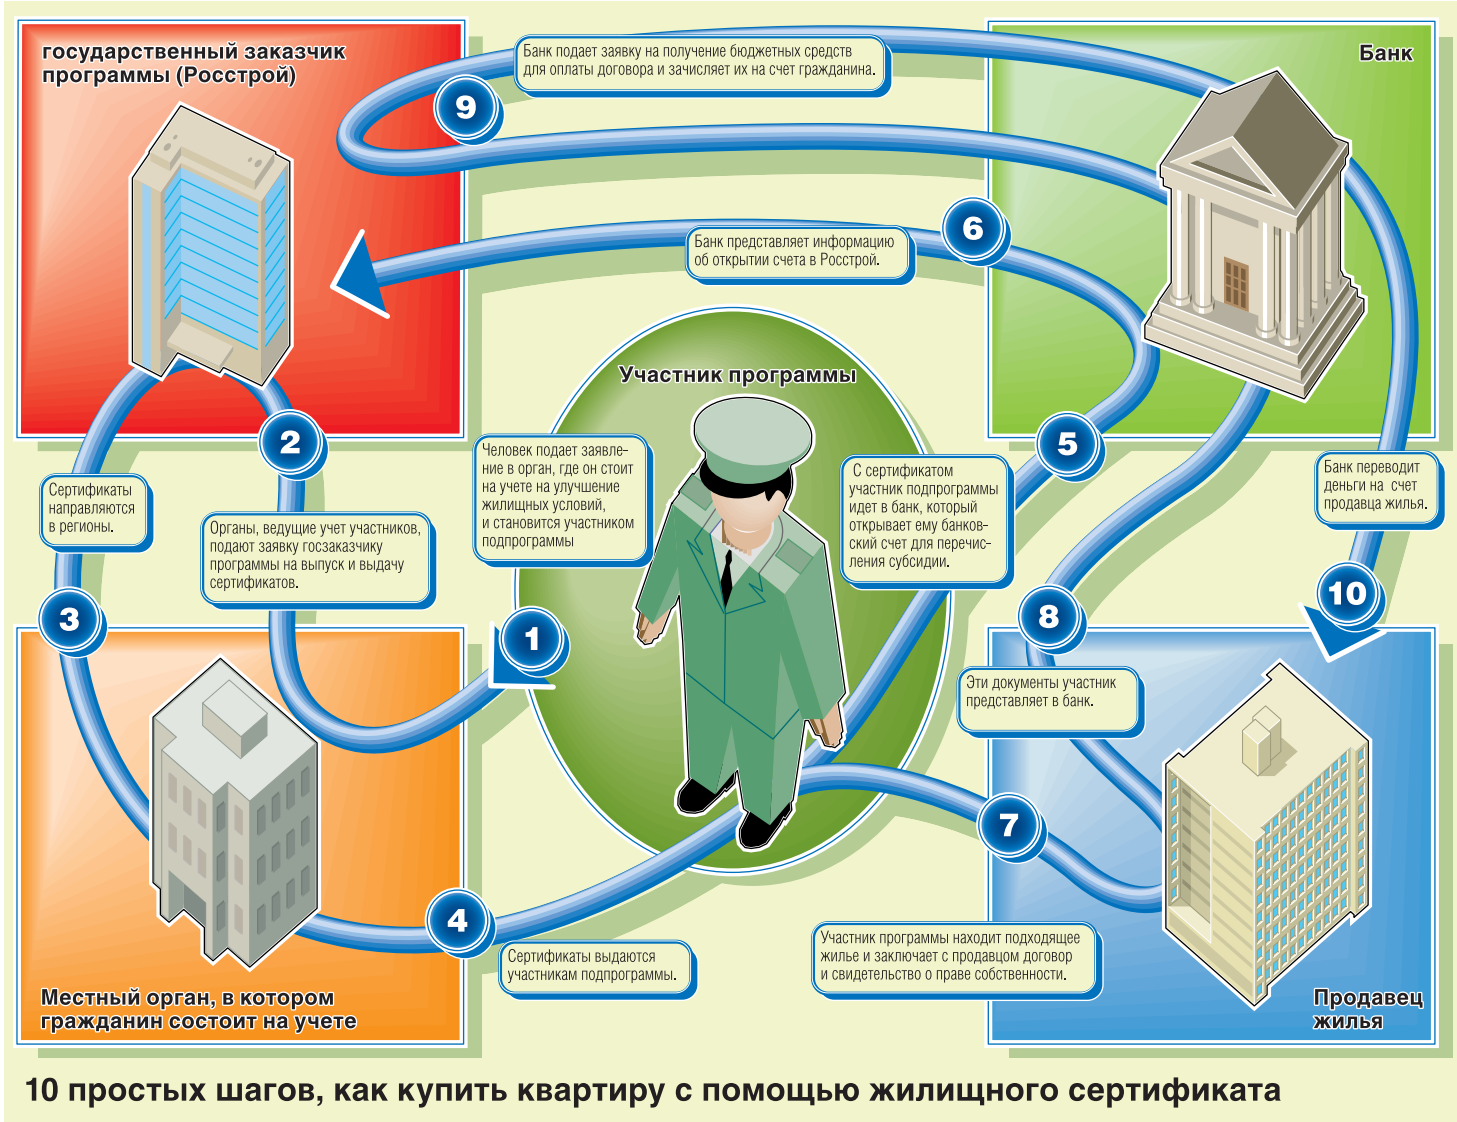 государственный заказчик
программы (Росстрой)
Банк подает заявку на получение бюджетных средств
для оплаты договора и зачисляет их на счет гражданина.
Банк
9
6
Банк представляет информацию
об открытии счета в Росстрой.
Участник программы
2
5
Человек подает заявле-
ние в орган, где он стоит
на учете на улучшение
жилищных условий,
и становится участником
подпрограммы
С сертификатом
участник подпрограммы
идет в банк, который
открывает ему банков-
ский счет для перечис-
ления субсидии.
Банк переводит
деньги на счет
продавца жилья.
Сертификаты
направляются
в регионы.
Органы, ведущие учет участников,
подают заявку госзаказчику
программы на выпуск и выдачу
сертификатов.
3
1
8
10
Эти документы участник
представляет в банк.
7
4
Сертификаты выдаются
участникам подпрограммы.
Участник программы находит подходящее
жилье и заключает с продавцом договор
и свидетельство о праве собственности.
Местный орган, в котором
гражданин состоит на учете
Продавец
жилья
10 простых шагов, как купить квартиру с помощью жилищного сертификата